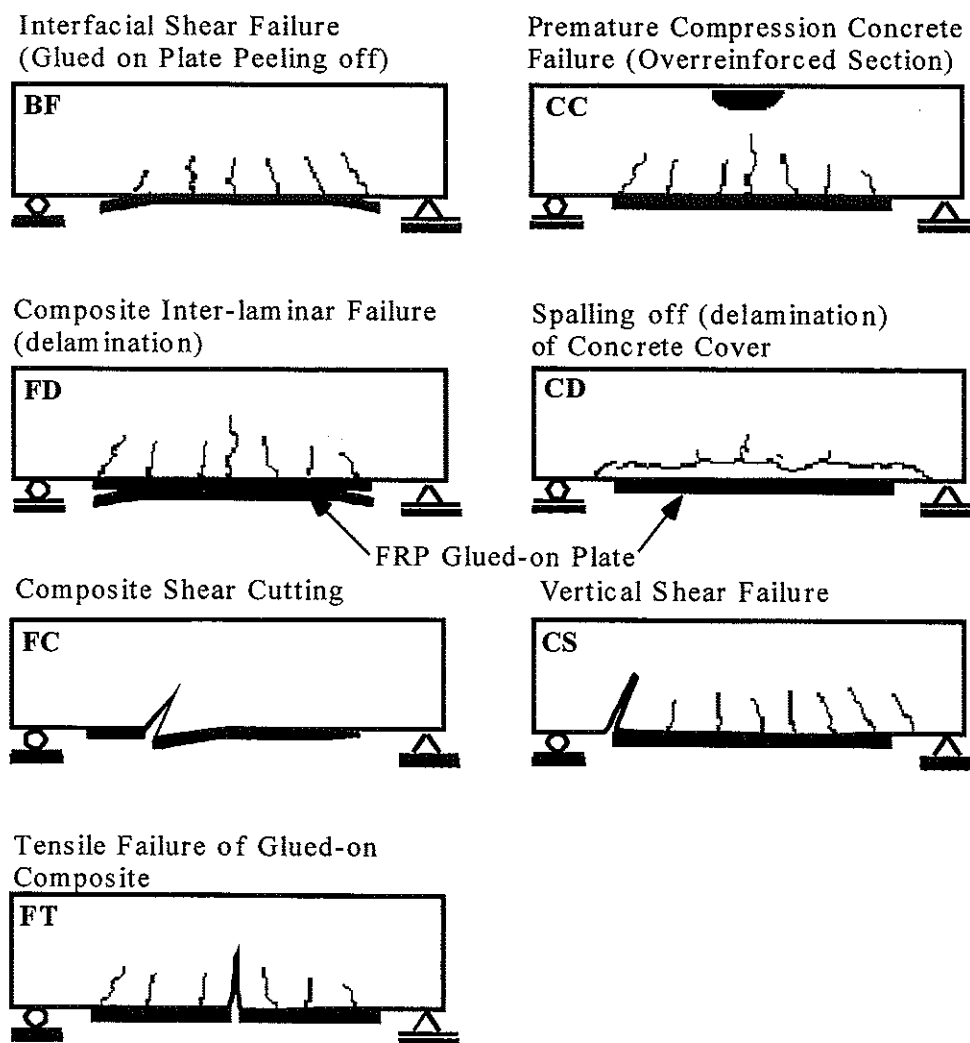 Interfacial Shear Failure
(Glued on Plate Peeling off)
BF
Premature Compression Concrete
Failure (Overreinforced Section)
CC
Composite Inter-laminar Failure
(delamination)
FD
Spalling off (delamination)
of Concrete Cover
CD
FRP Glued-on Plate
Composite Shear Cutting
FC
Vertical Shear Failure
CS
Tensile Failure of Glued-on
Composite
FT